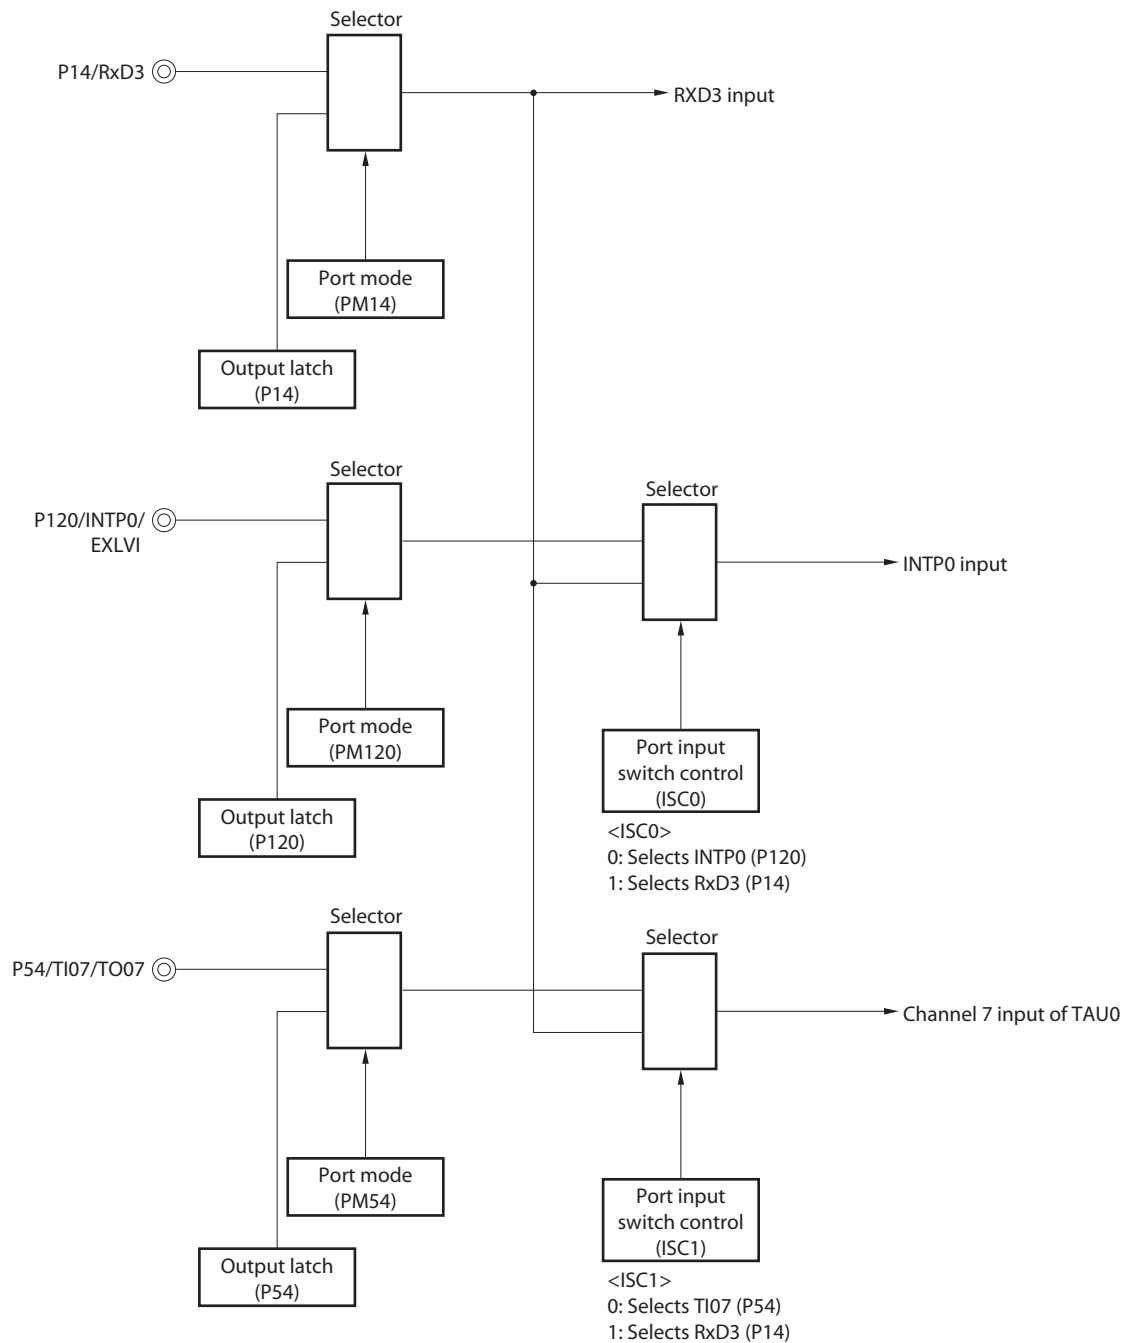 Selector
P14/RxD3
RXD3 input
Port mode
(PM14)
Output latch
(P14)
Selector
P120/INTP0/
EXLVI
Selector
INTP0 input
Port mode
(PM120)
Output latch
(P120)
Port input
switch control
(ISC0)
<ISC0>
0: Selects INTP0 (P120)
1: Selects RxD3 (P14)
Selector
P54/TI07/TO07
Selector
Channel 7 input of TAU0
Port mode
(PM54)
Output latch
(P54)
Port input
switch control
(ISC1)
<ISC1>
0: Selects TI07 (P54)
1: Selects RxD3 (P14)